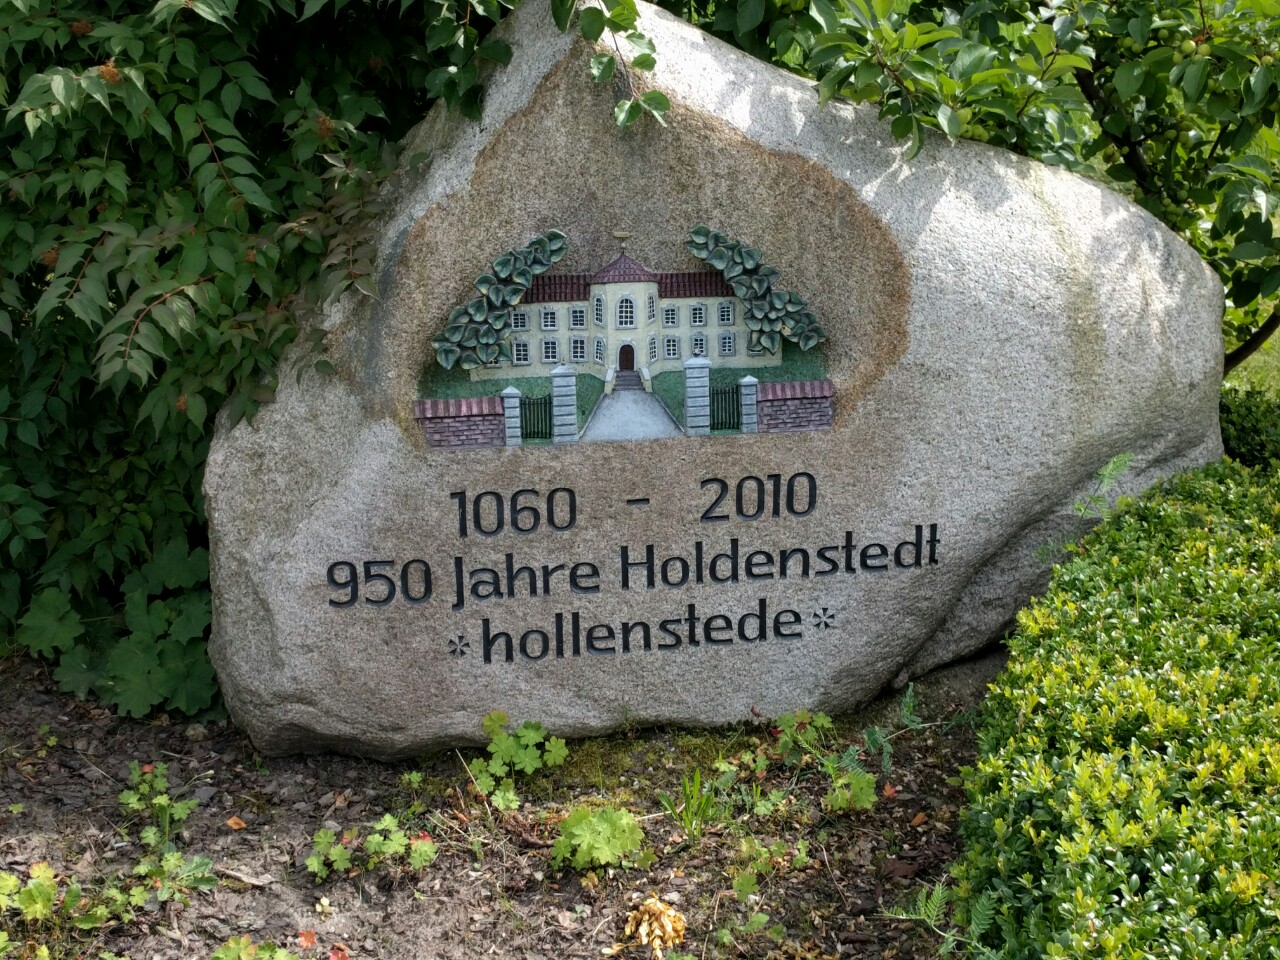 1060 - 2010
950 Jahre Holdenstedt
*hollenstede*